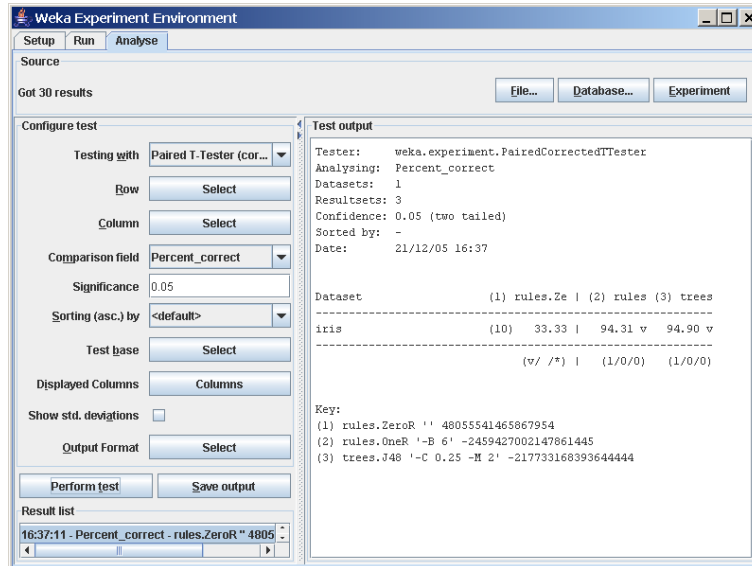 Weka Experiment Environment
Setup Run Analyse
Source
Got 30 results
File... Database... Experiment
Configure test
Testing with Paired T-Tester (cor...
Row Select
Column Select
Comparison field Percent_correct
Significance 0.05
Sorting (asc.) by <default>
Test base Select
Displayed Columns Columns
Show std. deviations
Output Format Select
Perform test Save output
Result list
16:37:11 - Percent_correct - rules.ZeroR '' 4805
Test output
Tester: weka.experiment.PairedCorrectedTTester
Analysing: Percent_correct
Datasets: 1
Resultsets: 3
Confidence: 0.05 (two tailed)
Sorted by: -
Date: 21/12/05 16:37
Dataset (1) rules.Ze | (2) rules (3) trees
--------------------------------------------------------------
iris (10) 33.33 | 94.31 v 94.90 v
--------------------------------------------------------------
(v/ /*) | (1/0/0) (1/0/0)
Key:
(1) rules.ZeroR '' 48055541465867954
(2) rules.OneR '-B 6' -2459427002147861445
(3) trees.J48 '-C 0.25 -M 2' -217733168393644444